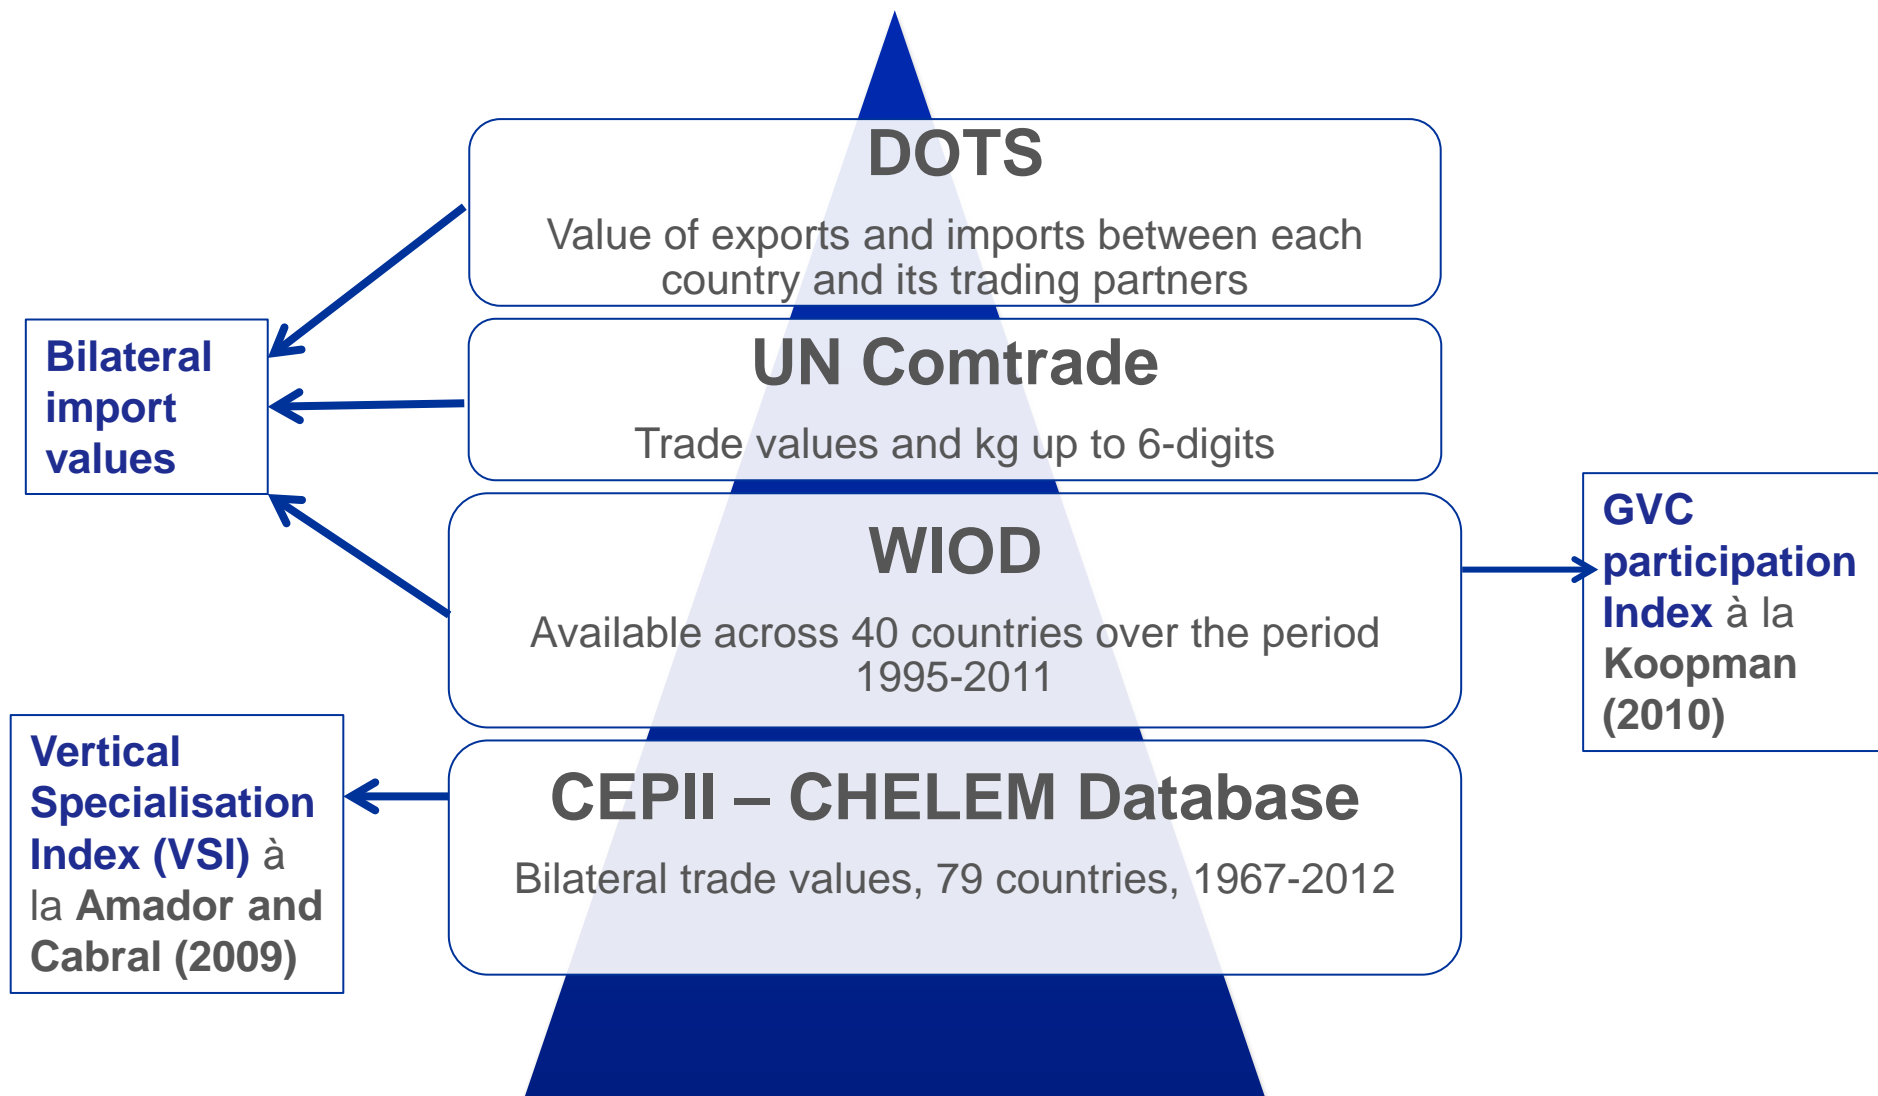 DOTS
Value of exports and imports between each
country and its trading partners
Bilateral
import
values
UN Comtrade
Trade values and kg up to 6-digits
WIOD
Available across 40 countries over the period
1995-2011
GVC
participation
Index à la
Koopman
(2010)
Vertical
Specialisation
Index (VSI) à
la Amador and
Cabral (2009)
CEPII – CHELEM Database
Bilateral trade values, 79 countries, 1967-2012